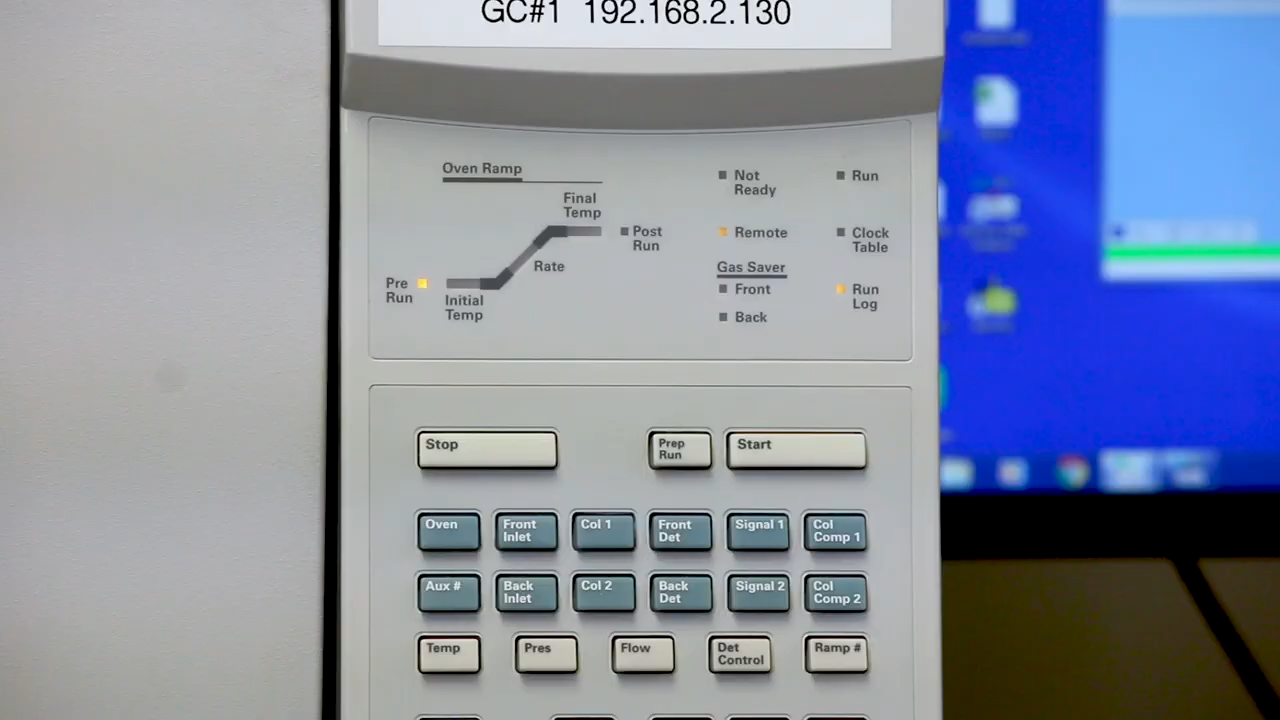 GC#1 192.168.2.130
Oven Ramp
Final
Temp
Post
Run
Rate
Pre
Run
Initial
Temp
Not
Ready
Run
Remote
Clock
Table
Gas Saver
Front
Run
Log
Back
Stop
Prep
Run
Start
Oven
Front
Inlet
Col 1
Front
Det
Signal 1
Col
Comp 1
Aux #
Back
Inlet
Col 2
Back
Det
Signal 2
Col
Comp 2
Temp
Pres
Flow
Det
Control
Ramp #